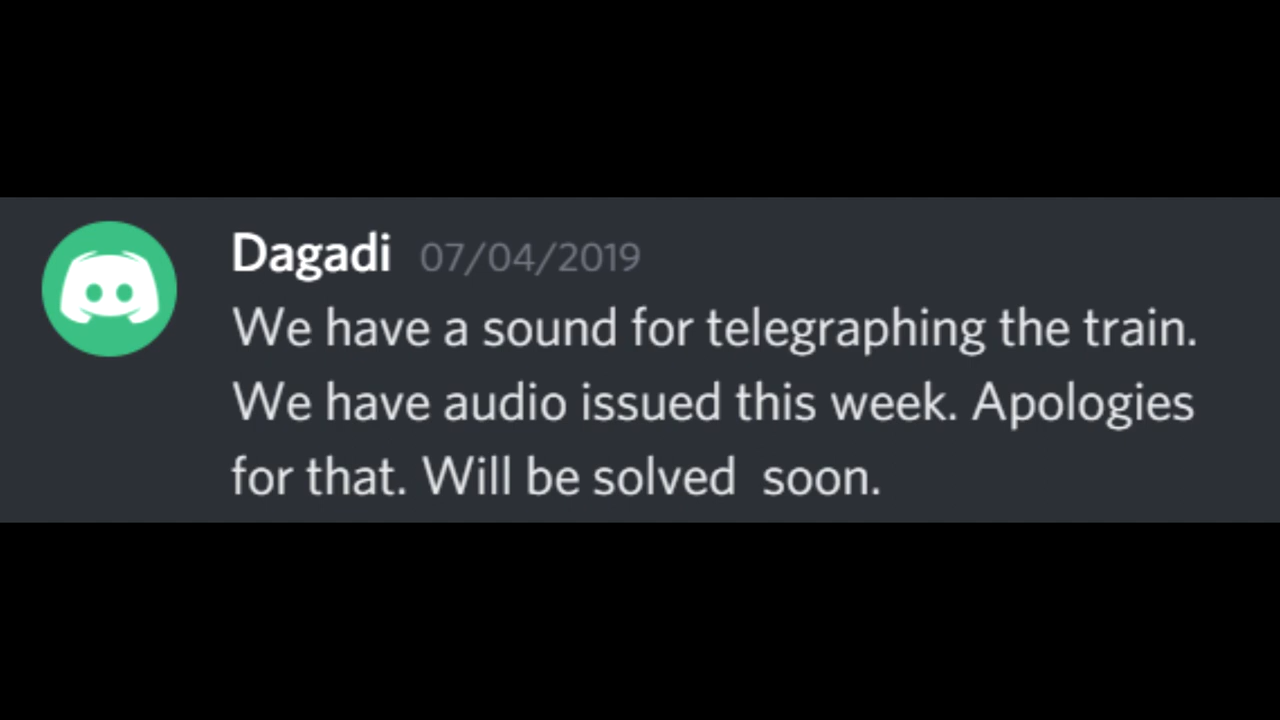 Dagadi 07/04/2019
We have a sound for telegraphing the train.
We have audio issued this week. Apologies
for that. Will be solved  soon.